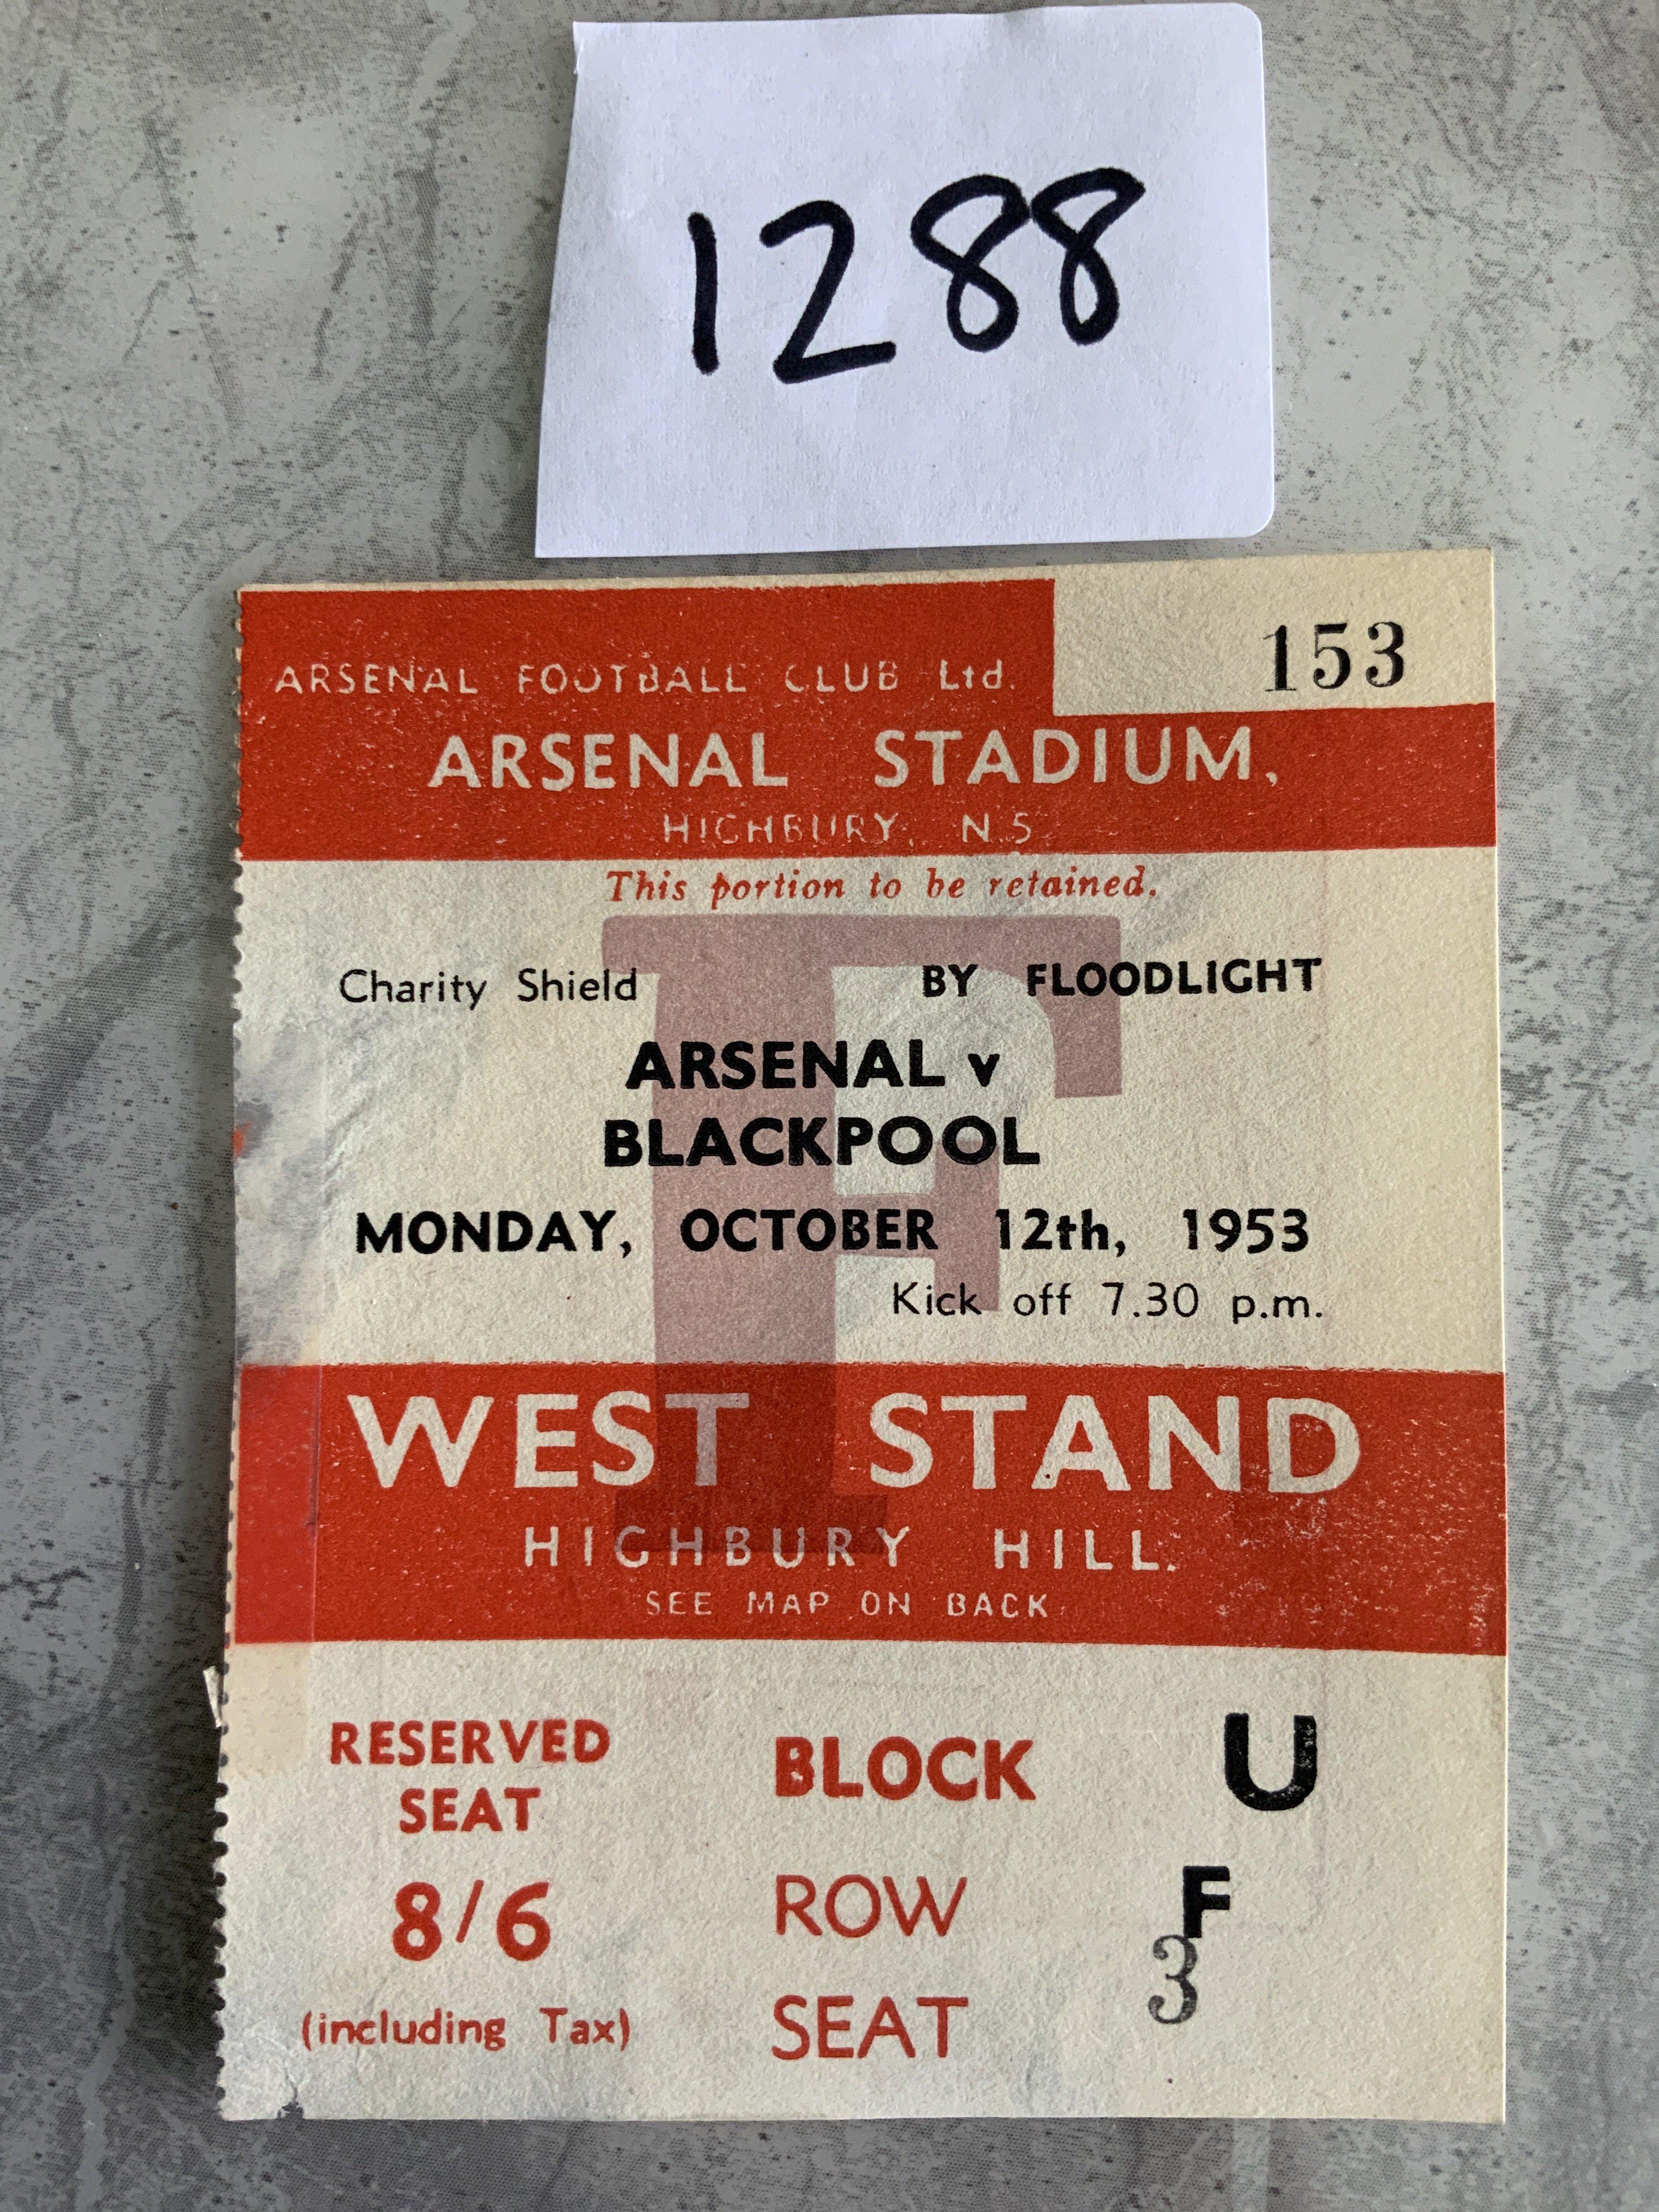 1288
153
ARSENAL FOOTBALL CLUB Ltd.
ARSENAL STADIUM,
HIGHBURY, N.5
This portion to be retained.
F
Charity Shield BY FLOODLIGHT
ARSENAL v
BLACKPOOL
MONDAY, OCTOBER 12th, 1953
Kick off 7.30 p.m.
WEST STAND
HIGHBURY HILL.
SEE MAP ON BACK
RESERVED
SEAT
8/6
(including Tax)
BLOCK U
ROW F
SEAT 3